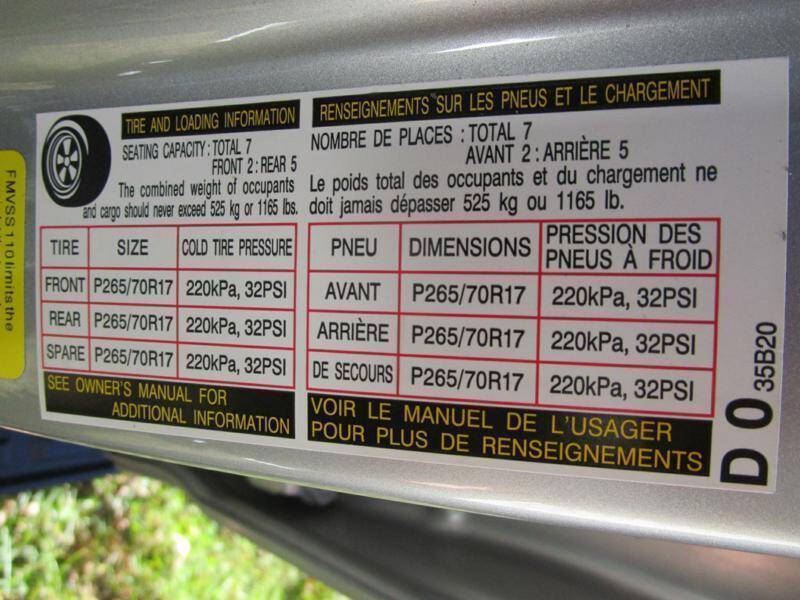 TIRE AND LOADING INFORMATION
SEATING CAPACITY: TOTAL 7
FRONT 2: REAR 5
The combined weight of occupants
and cargo should never exceed 525 kg or 1165 lbs.
TIRE SIZE COLD TIRE PRESSURE
FRONT P265/70R17 220kPa, 32PSI
REAR P265/70R17 220kPa, 32PSI
SPARE P265/70R17 220kPa, 32PSI
SEE OWNER'S MANUAL FOR
ADDITIONAL INFORMATION
RENSEIGNEMENTS SUR LES PNEUS ET LE CHARGEMENT
NOMBRE DE PLACES : TOTAL 7
AVANT 2 : ARRIÈRE 5
Le poids total des occupants et du chargement ne
doit jamais dépasser 525 kg ou 1165 lb.
PNEU DIMENSIONS PRESSION DES
PNEUS À FROID
AVANT P265/70R17 220kPa, 32PSI
ARRIÈRE P265/70R17 220kPa, 32PSI
DE SECOURS P265/70R17 220kPa, 32PSI
VOIR LE MANUEL DE L'USAGER
POUR PLUS DE RENSEIGNEMENTS
D 0 35B20
FMVSS 110 limits the